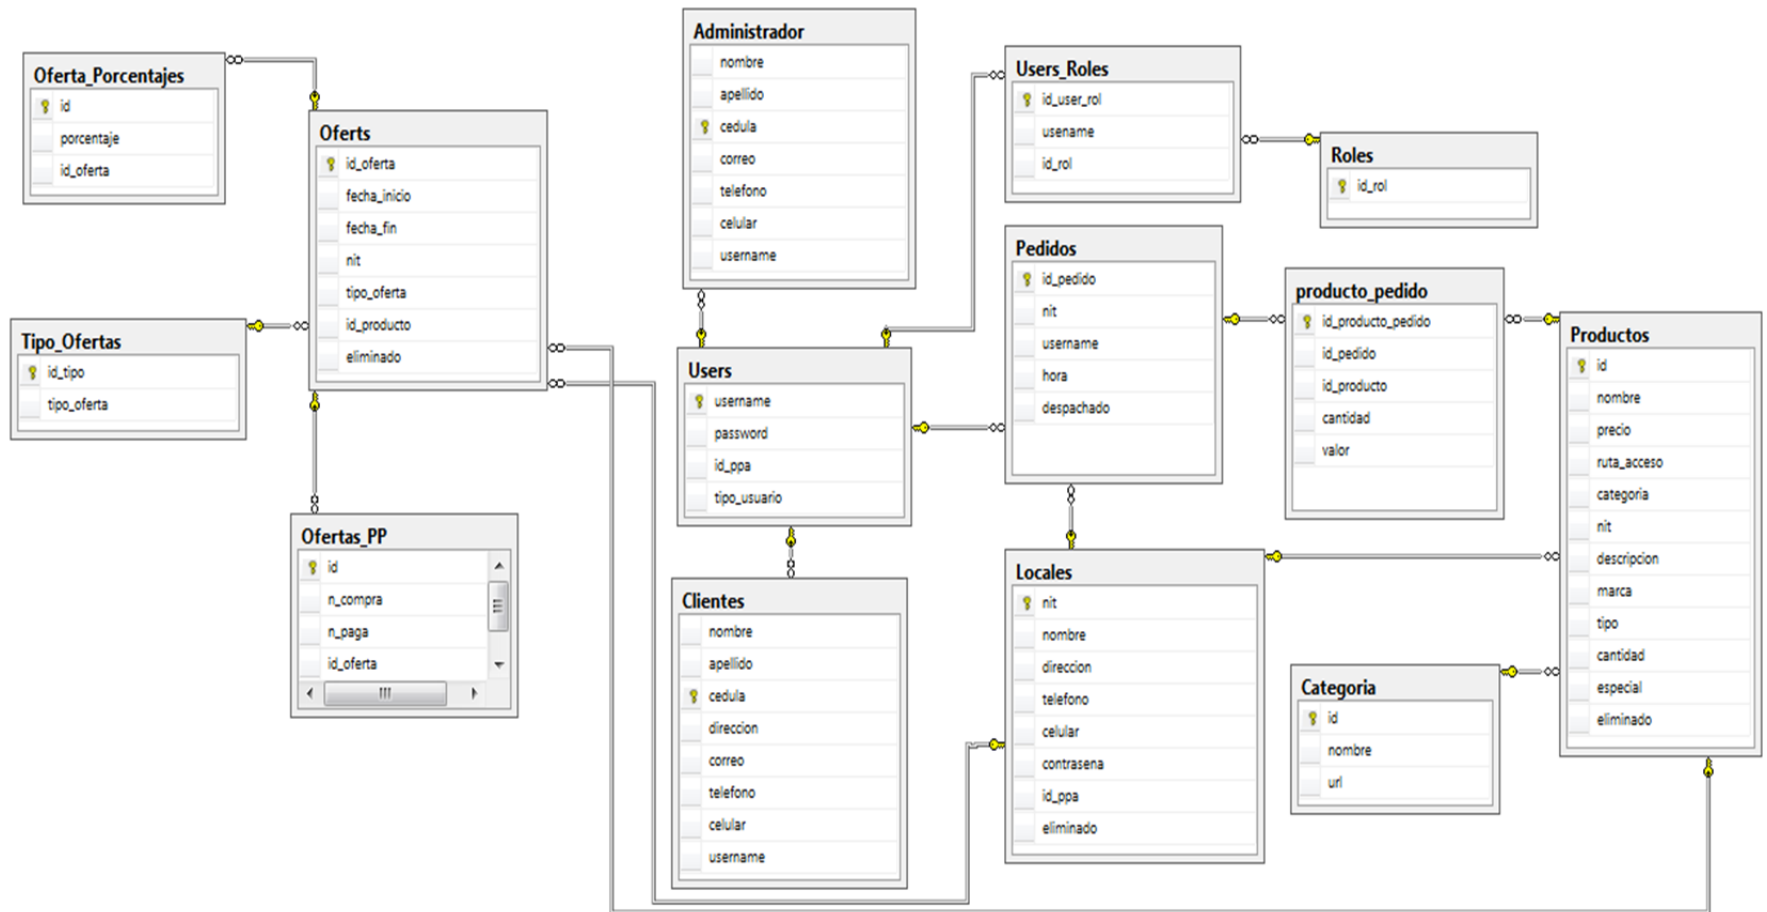 Oferta_Porcentajes
id
porcentaje
id_oferta
Oferts
id_oferta
fecha_inicio
fecha_fin
nit
tipo_oferta
id_producto
eliminado
Tipo_Ofertas
id_tipo
tipo_oferta
Ofertas_PP
id
n_compra
n_paga
id_oferta
Administrador
nombre
apellido
cedula
correo
telefono
celular
username
Users
username
password
id_ppa
tipo_usuario
Clientes
nombre
apellido
cedula
direccion
correo
telefono
celular
username
Users_Roles
id_user_rol
usename
id_rol
Roles
id_rol
Pedidos
id_pedido
nit
username
hora
despachado
producto_pedido
id_producto_pedido
id_pedido
id_producto
cantidad
valor
Locales
nit
nombre
direccion
telefono
celular
contrasena
id_ppa
eliminado
Categoria
id
nombre
url
Productos
id
nombre
precio
ruta_acceso
categoria
nit
descripcion
marca
tipo
cantidad
especial
eliminado